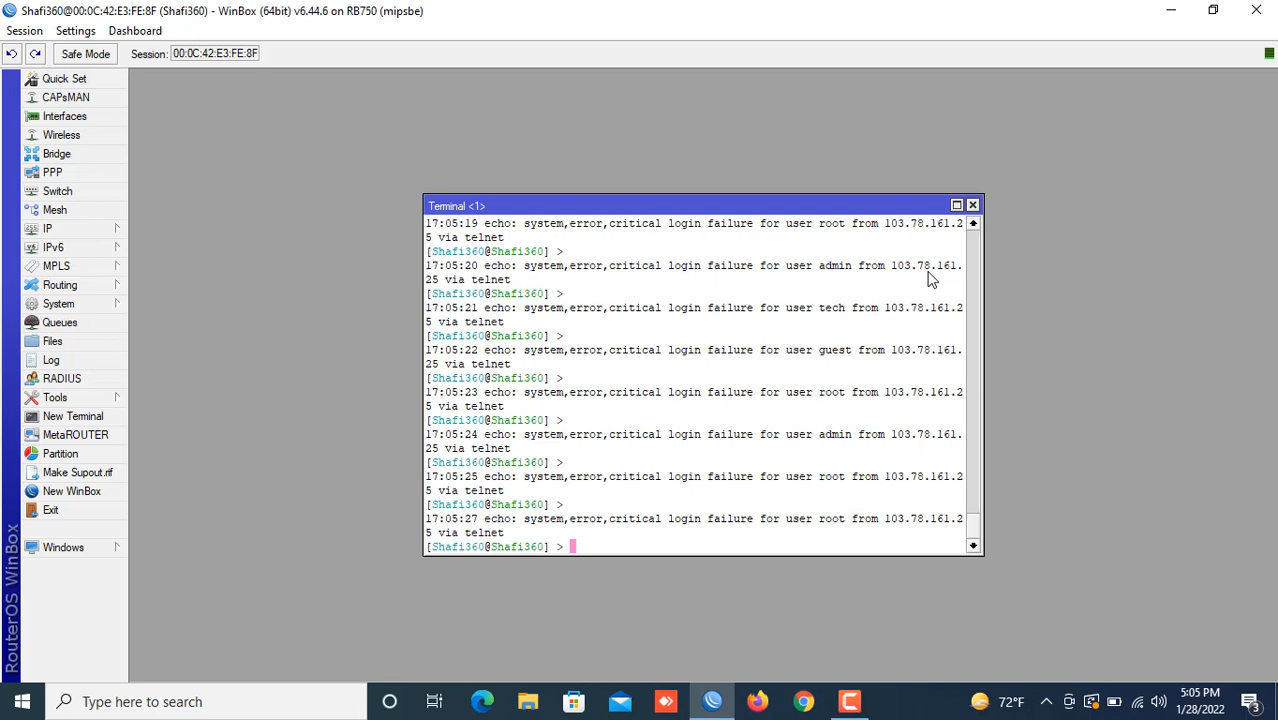 Shafi360@00:0C:42:E3:FE:8F (Shafi360) - WinBox (64bit) v6.44.6 on RB750 (mipsbe)
Session Settings Dashboard
Safe Mode Session: 00:0C:42:E3:FE:8F
Quick Set
CAPsMAN
Interfaces
Wireless
Bridge
PPP
Switch
Mesh
IP
IPv6
MPLS
Routing
System
Queues
Files
Log
RADIUS
Tools
New Terminal
MetaROUTER
Partition
Make Supout.rif
New WinBox
Exit
Windows
RouterOS WinBox
Terminal <1>
17:05:19 echo: system,error,critical login failure for user root from 103.78.161.2
5 via telnet
[Shafi360@Shafi360] >
17:05:20 echo: system,error,critical login failure for user admin from 103.78.161.
25 via telnet
[Shafi360@Shafi360] >
17:05:21 echo: system,error,critical login failure for user tech from 103.78.161.2
5 via telnet
[Shafi360@Shafi360] >
17:05:22 echo: system,error,critical login failure for user guest from 103.78.161.
25 via telnet
[Shafi360@Shafi360] >
17:05:23 echo: system,error,critical login failure for user root from 103.78.161.2
5 via telnet
[Shafi360@Shafi360] >
17:05:24 echo: system,error,critical login failure for user admin from 103.78.161.
25 via telnet
[Shafi360@Shafi360] >
17:05:25 echo: system,error,critical login failure for user root from 103.78.161.2
5 via telnet
[Shafi360@Shafi360] >
17:05:27 echo: system,error,critical login failure for user root from 103.78.161.2
5 via telnet
[Shafi360@Shafi360] >
Type here to search
72°F
5:05 PM
1/28/2022
3